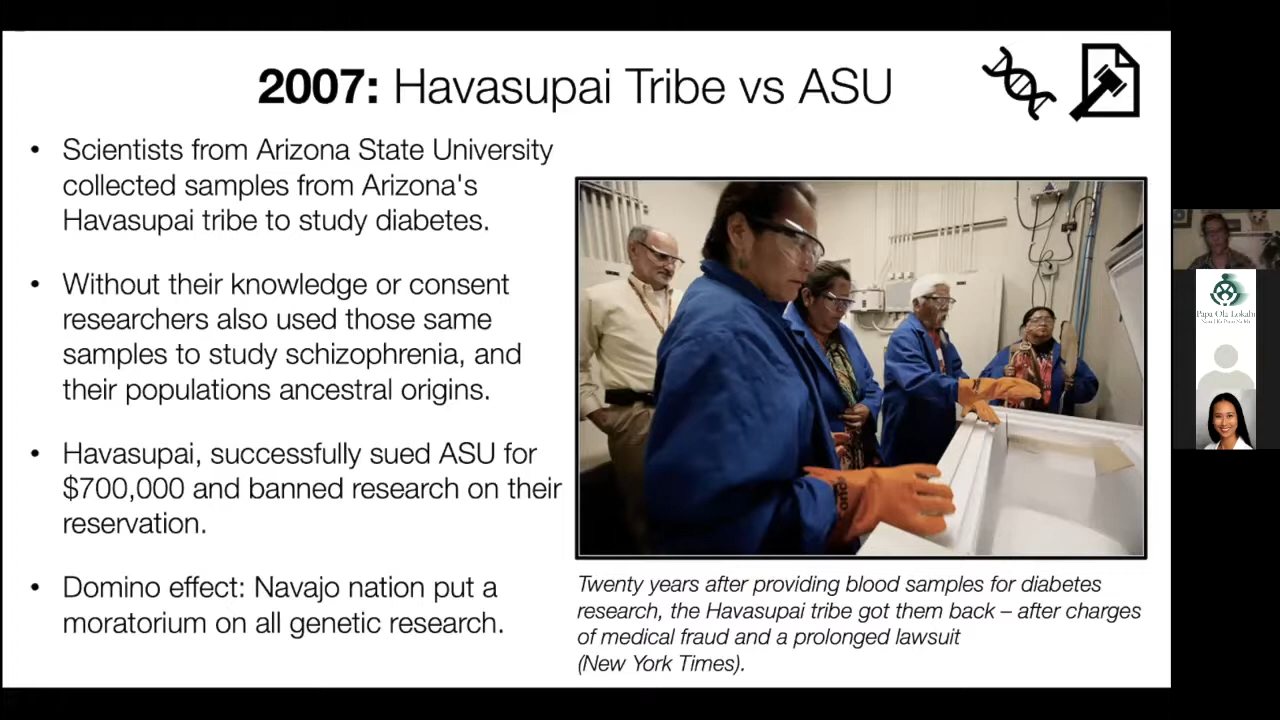 2007: Havasupai Tribe vs ASU
• Scientists from Arizona State University
collected samples from Arizona's
Havasupai tribe to study diabetes.
• Without their knowledge or consent
researchers also used those same
samples to study schizophrenia, and
their populations ancestral origins.
• Havasupai, successfully sued ASU for
$700,000 and banned research on their
reservation.
• Domino effect: Navajo nation put a
moratorium on all genetic research.
Twenty years after providing blood samples for diabetes
research, the Havasupai tribe got them back – after charges
of medical fraud and a prolonged lawsuit
(New York Times).
Papa Ola Lokahi